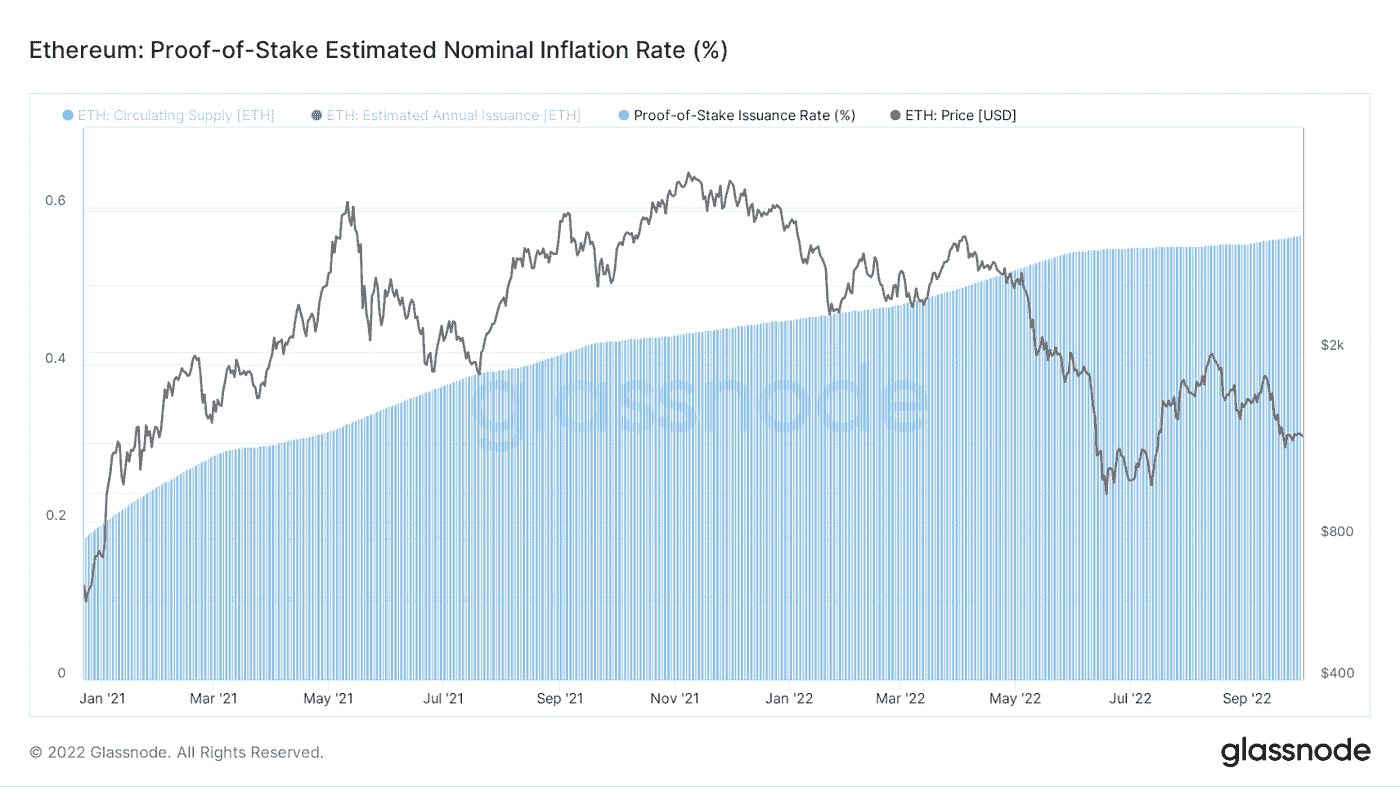 Ethereum: Proof-of-Stake Estimated Nominal Inflation Rate (%)
ETH: Circulating Supply [ETH] ETH: Estimated Annual Issuance [ETH] Proof-of-Stake Issuance Rate (%) ETH: Price [USD]
0.6
0.4
0.2
0
$2k
$800
$400
glassnode
Jan '21 Mar '21 May '21 Jul '21 Sep '21 Nov '21 Jan '22 Mar '22 May '22 Jul '22 Sep '22
© 2022 Glassnode. All Rights Reserved.
glassnode